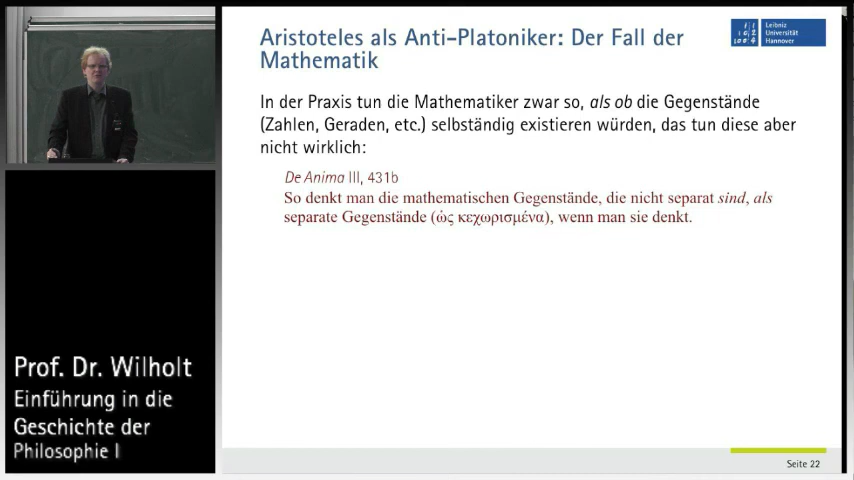 Aristoteles als Anti-Platoniker: Der Fall der
Mathematik
Leibniz
Universität
Hannover
In der Praxis tun die Mathematiker zwar so, als ob die Gegenstände
(Zahlen, Geraden, etc.) selbständig existieren würden, das tun diese aber
nicht wirklich:
De Anima III, 431b
So denkt man die mathematischen Gegenstände, die nicht separat sind, als
separate Gegenstände (ὡς κεχωρισμένα), wenn man sie denkt.
Prof. Dr. Wilholt
Einführung in die
Geschichte der
Philosophie I
Seite 22